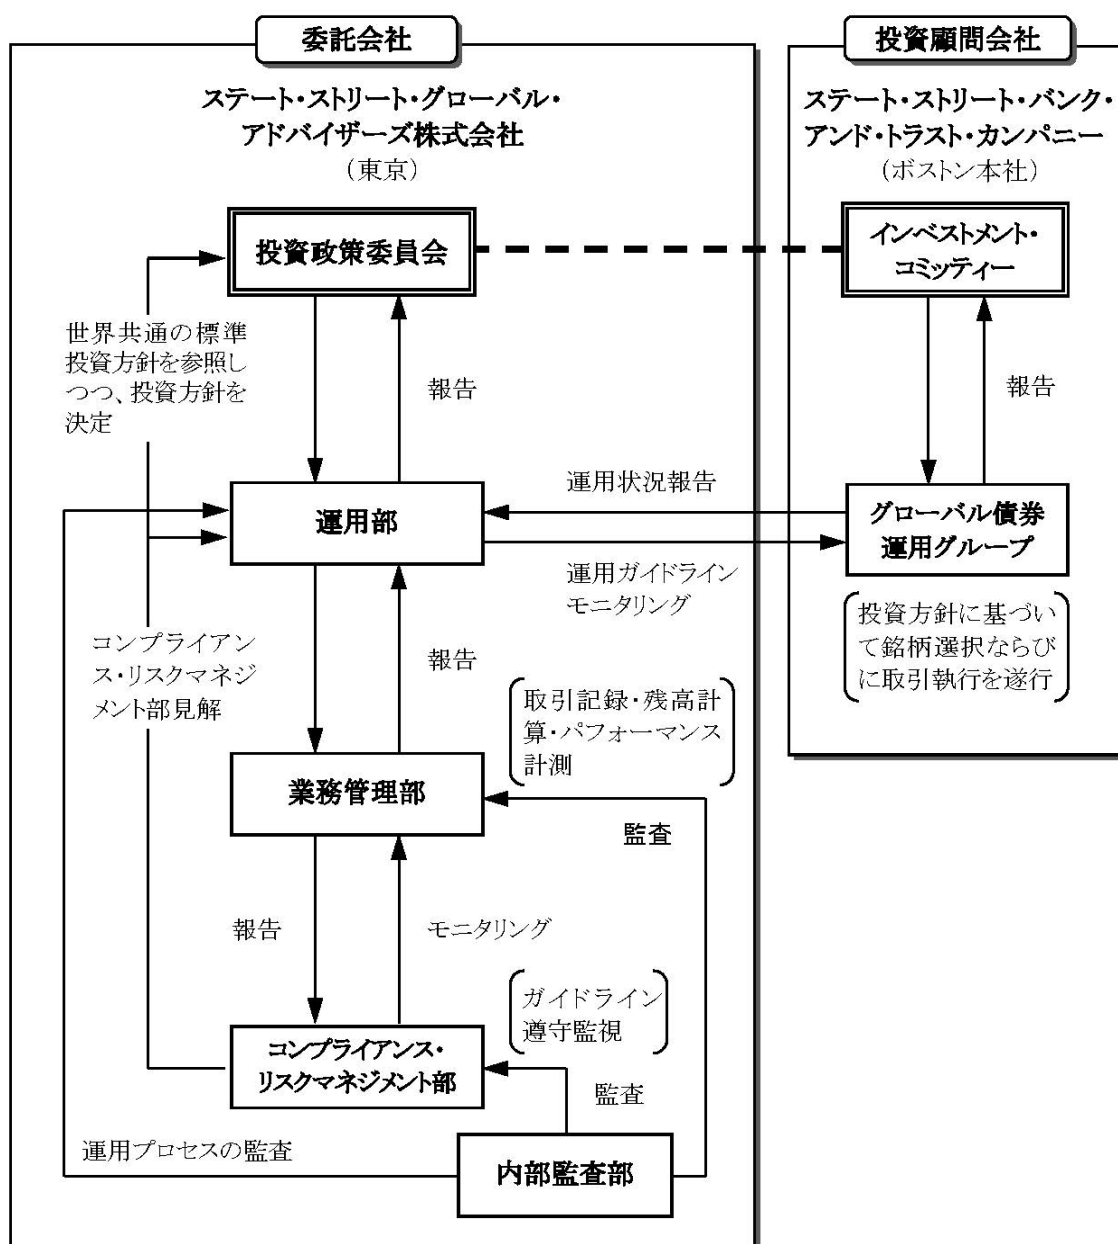 委託会社
ステート・ストリート・グローバル・
アドバイザーズ株式会社
（東京）
投資顧問会社
ステート・ストリート・バンク・
アンド・トラスト・カンパニー
（ボストン本社）
投資政策委員会
インベストメント・
コミッティー
世界共通の標準
投資方針を参照し
つつ、投資方針を
決定
報告
報告
運用状況報告
運用部
グローバル債券
運用グループ
運用ガイドライン
モニタリング
投資方針に基づい
て銘柄選択ならび
に取引執行を遂行
コンプライアン
ス・リスクマネジ
メント部見解
報告
取引記録・残高計
算・パフォーマンス
計測
業務管理部
監査
報告
モニタリング
ガイドライン
遵守監視
コンプライアンス・
リスクマネジメント部
監査
運用プロセスの監査
内部監査部